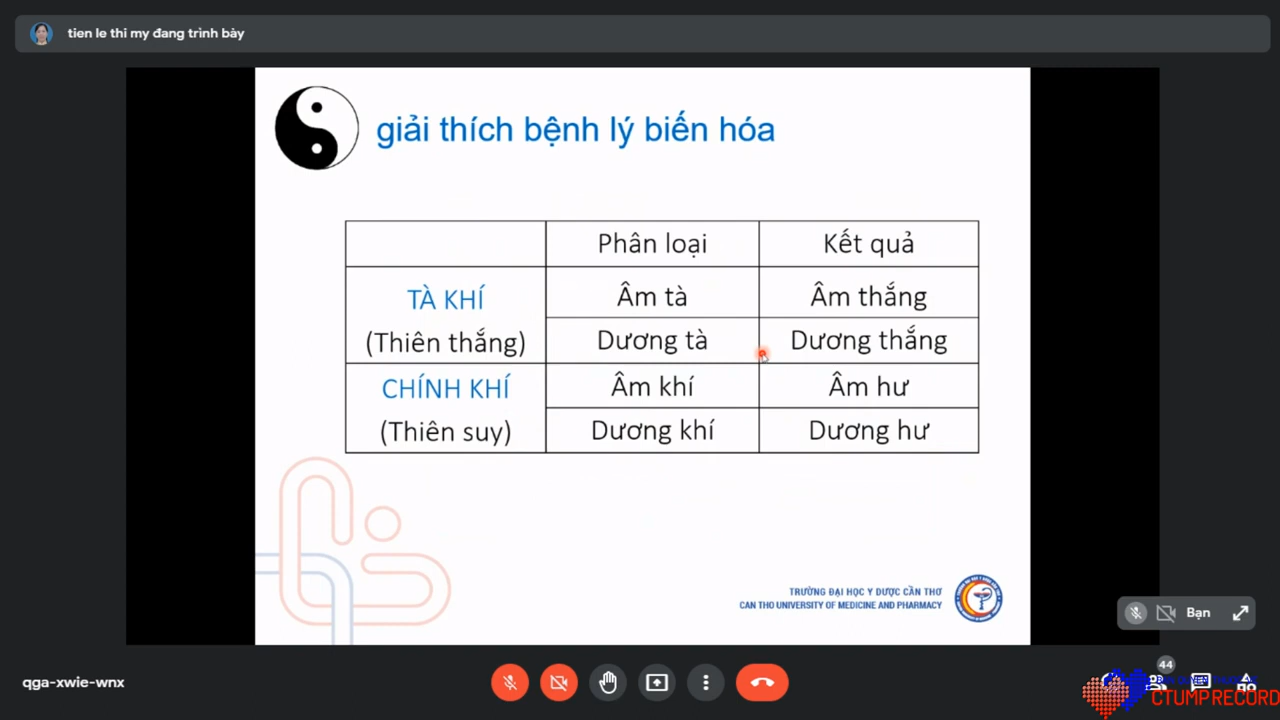 tien le thi my đang trình bày
giải thích bệnh lý biến hóa
Phân loại Kết quả
TÀ KHÍ
(Thiên thắng)
Âm tà Âm thắng
Dương tà Dương thắng
CHÍNH KHÍ
(Thiên suy)
Âm khí Âm hư
Dương khí Dương hư
TRƯỜNG ĐẠI HỌC Y DƯỢC CẦN THƠ
CAN THO UNIVERSITY OF MEDICINE AND PHARMACY
Bạn
qga-xwie-wnx
44
CTUMP RECORD